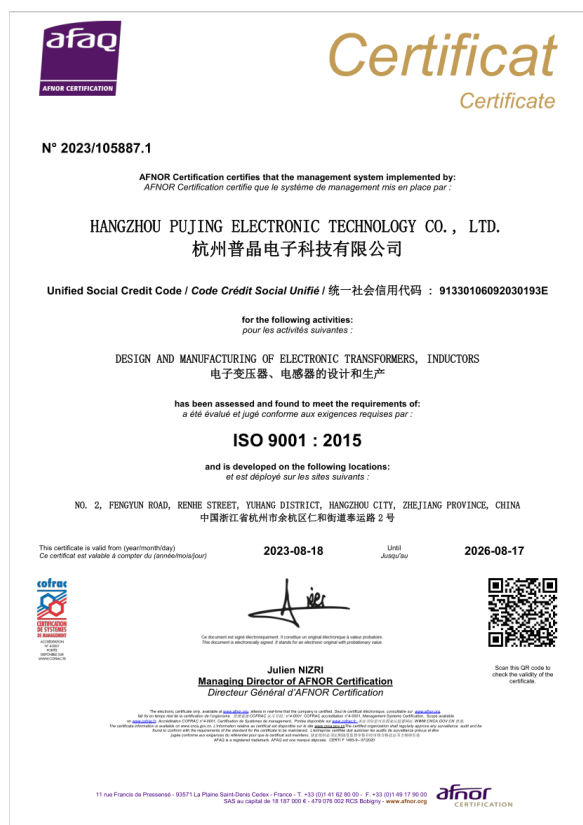 afaq
AFNOR CERTIFICATION
Certificat
Certificate
N° 2023/105887.1
AFNOR Certification certifies that the management system implemented by:
AFNOR Certification certifie que le système de management mis en place par :
HANGZHOU PUJING ELECTRONIC TECHNOLOGY CO., LTD.
杭州普晶电子科技有限公司
Unified Social Credit Code / Code Crédit Social Unifié / 统一社会信用代码 : 91330106092030193E
for the following activities:
pour les activités suivantes :
DESIGN AND MANUFACTURING OF ELECTRONIC TRANSFORMERS, INDUCTORS
电子变压器、电感器的设计和生产
has been assessed and found to meet the requirements of:
a été évalué et jugé conforme aux exigences requises par :
ISO 9001 : 2015
and is developed on the following locations:
et est déployé sur les sites suivants :
NO. 2, FENGYUN ROAD, RENHE STREET, YUHANG DISTRICT, HANGZHOU CITY, ZHEJIANG PROVINCE, CHINA
中国浙江省杭州市余杭区仁和街道奉运路 2 号
This certificate is valid from (year/month/day)
Ce certificat est valable à compter du (année/mois/jour)
2023-08-18
Until
Jusqu'au
2026-08-17
cofrac
CERTIFICATION
DE SYSTEMES
DE MANAGEMENT
Ce document est signé électroniquement. Il constitue un original électronique à valeur probatoire.
This document is electronically signed. It stands for an electronic original with probationary value.
Julien NIZRI
Managing Director of AFNOR Certification
Directeur Général d'AFNOR Certification
Scan this QR code to
check the validity of the
certificate.
11 rue Francis de Pressensé - 93571 La Plaine Saint-Denis Cedex - France - T. +33 (0)1 41 62 80 00 - F. +33 (0)1 49 17 90 00
SAS au capital de 18 187 000 € - 479 076 002 RCS Bobigny - www.afnor.org
afnor
CERTIFICATION